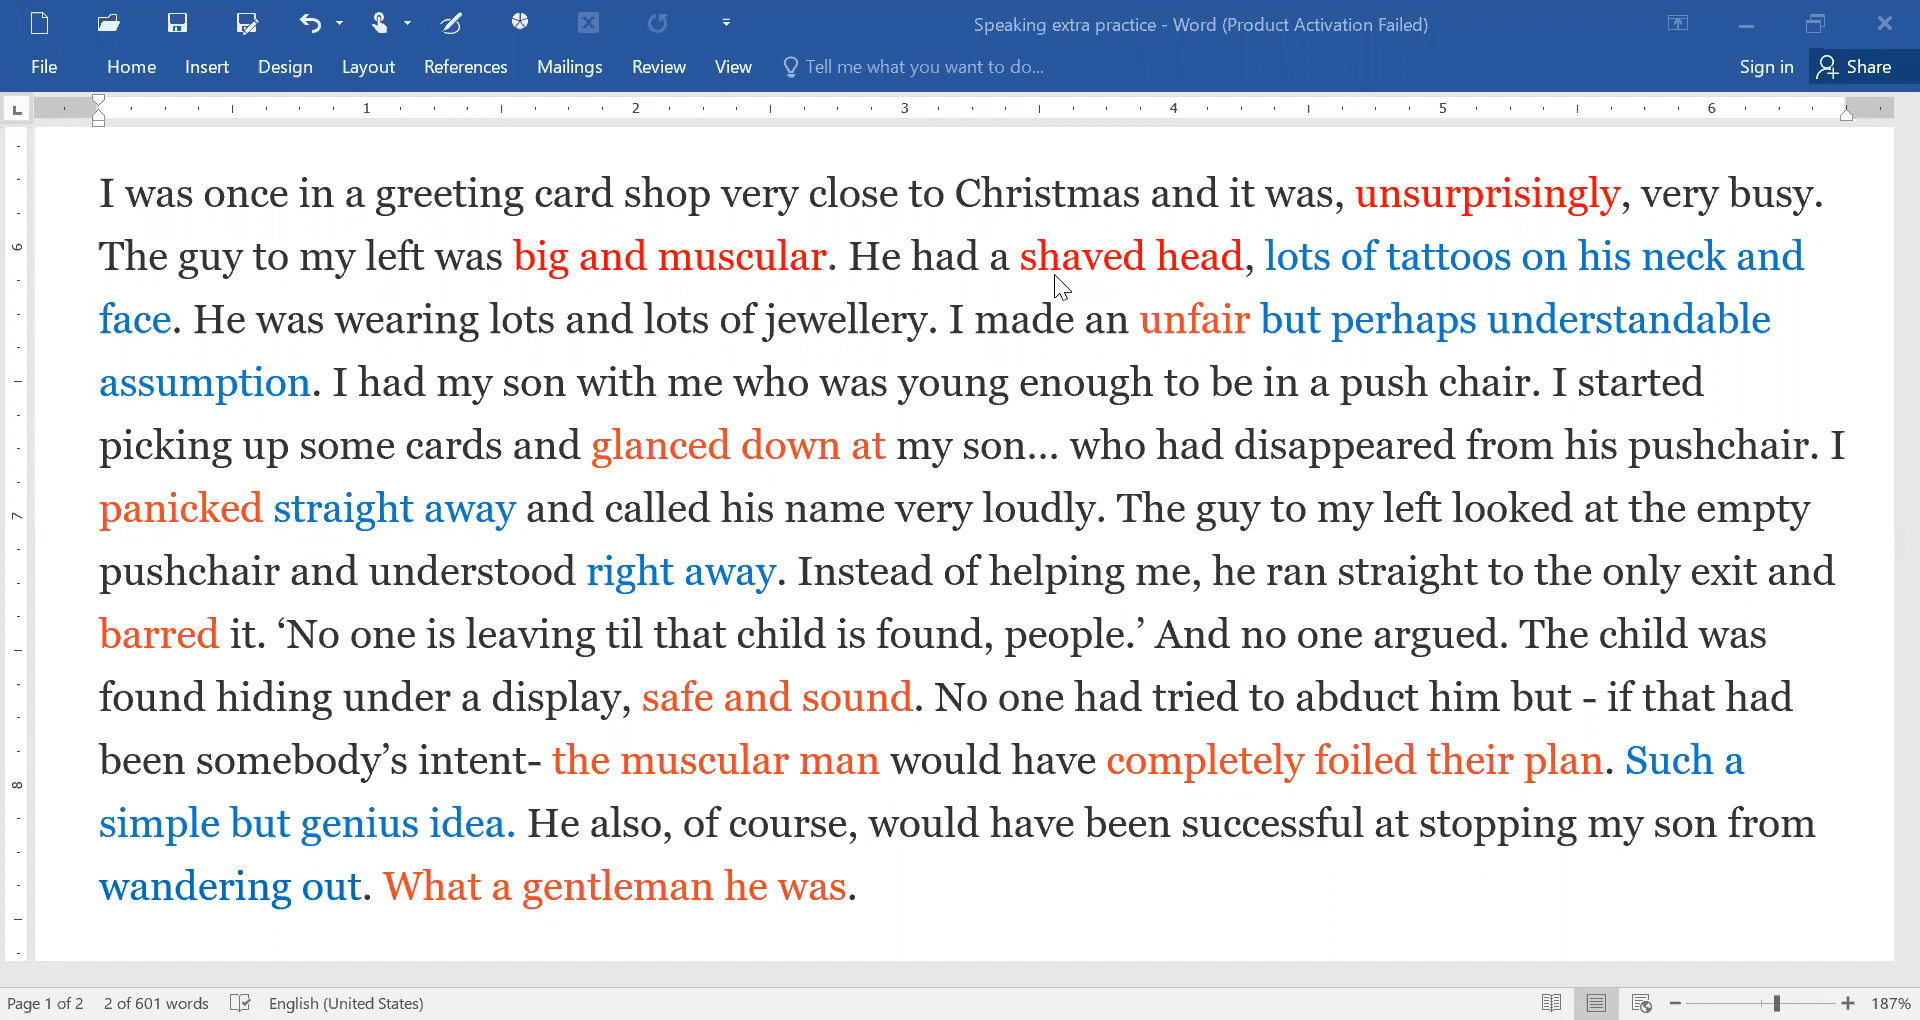 Speaking extra practice - Word (Product Activation Failed)
File Home Insert Design Layout References Mailings Review View Tell me what you want to do... Sign in Share
1 2 3 4 5 6
I was once in a greeting card shop very close to Christmas and it was, unsurprisingly, very busy.
The guy to my left was big and muscular. He had a shaved head, lots of tattoos on his neck and
face. He was wearing lots and lots of jewellery. I made an unfair but perhaps understandable
assumption. I had my son with me who was young enough to be in a push chair. I started
picking up some cards and glanced down at my son... who had disappeared from his pushchair. I
panicked straight away and called his name very loudly. The guy to my left looked at the empty
pushchair and understood right away. Instead of helping me, he ran straight to the only exit and
barred it. ‘No one is leaving til that child is found, people.’ And no one argued. The child was
found hiding under a display, safe and sound. No one had tried to abduct him but - if that had
been somebody’s intent- the muscular man would have completely foiled their plan. Such a
simple but genius idea. He also, of course, would have been successful at stopping my son from
wandering out. What a gentleman he was.
6
7
8
Page 1 of 2 2 of 601 words English (United States) 187%